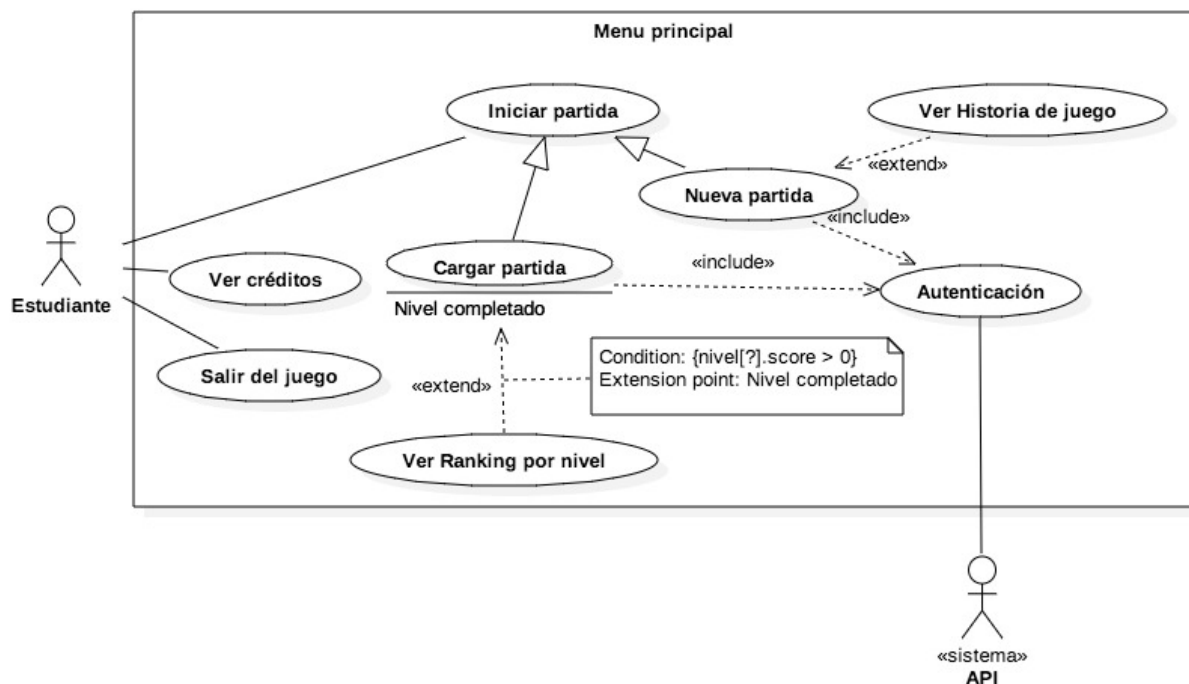 Menu principal
Iniciar partida
Ver Historia de juego
«extend»
Nueva partida
«include»
Cargar partida
«include»
Nivel completado
Autenticación
Ver créditos
Estudiante
Salir del juego
«extend»
Condition: {nivel[?].score > 0}
Extension point: Nivel completado
Ver Ranking por nivel
«sistema»
API